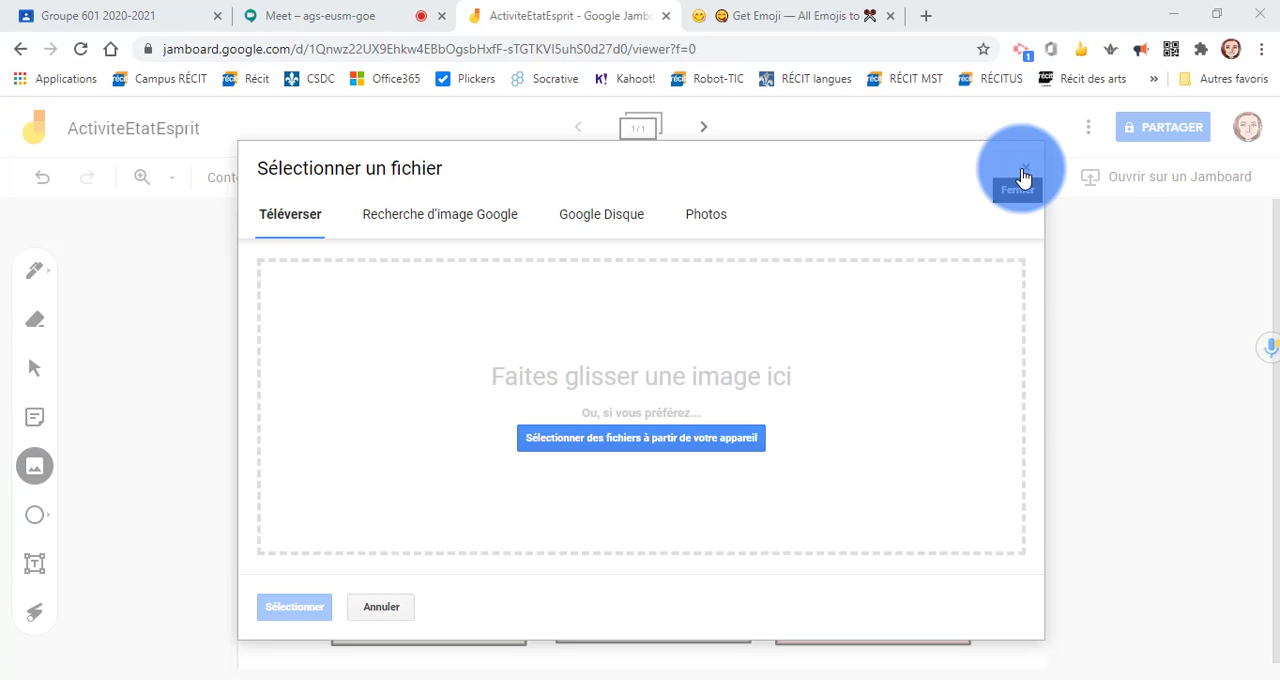 Groupe 601 2020-2021
Meet – ags-eusm-goe
ActiviteEtatEsprit - Google Jambo
Get Emoji — All Emojis to
jamboard.google.com/d/1Qnwz22UX9Ehkw4EBbOgsbHxfF-sTGTKVI5uhS0d27d0/viewer?f=0
1
Applications
Campus RÉCIT
Récit
CSDC
Office365
Plickers
Socrative
K! Kahoot!
Robot-TIC
RÉCIT langues
RÉCIT MST
RÉCITUS
Récit des arts
»
Autres favoris
ActiviteEtatEsprit
1/1
PARTAGER
Ouvrir sur un Jamboard
Sélectionner un fichier
Fermer
Téléverser
Recherche d'image Google
Google Disque
Photos
Faites glisser une image ici
Ou, si vous préférez...
Sélectionner des fichiers à partir de votre appareil
Sélectionner
Annuler